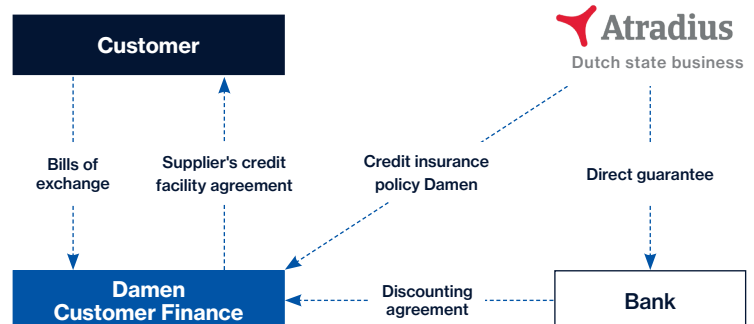 Customer
Atradius
Dutch state business
Bills of
exchange
Supplier's credit
facility agreement
Credit insurance
policy Damen
Direct guarantee
Damen
Customer Finance
Discounting
agreement
Bank